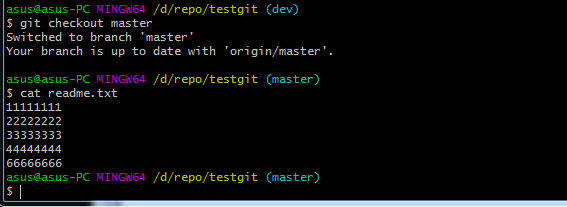 asus@asus-PC MINGW64 /d/repo/testgit (dev)
$ git checkout master
Switched to branch 'master'
Your branch is up to date with 'origin/master'.
asus@asus-PC MINGW64 /d/repo/testgit (master)
$ cat readme.txt
11111111
22222222
33333333
44444444
66666666
asus@asus-PC MINGW64 /d/repo/testgit (master)
$